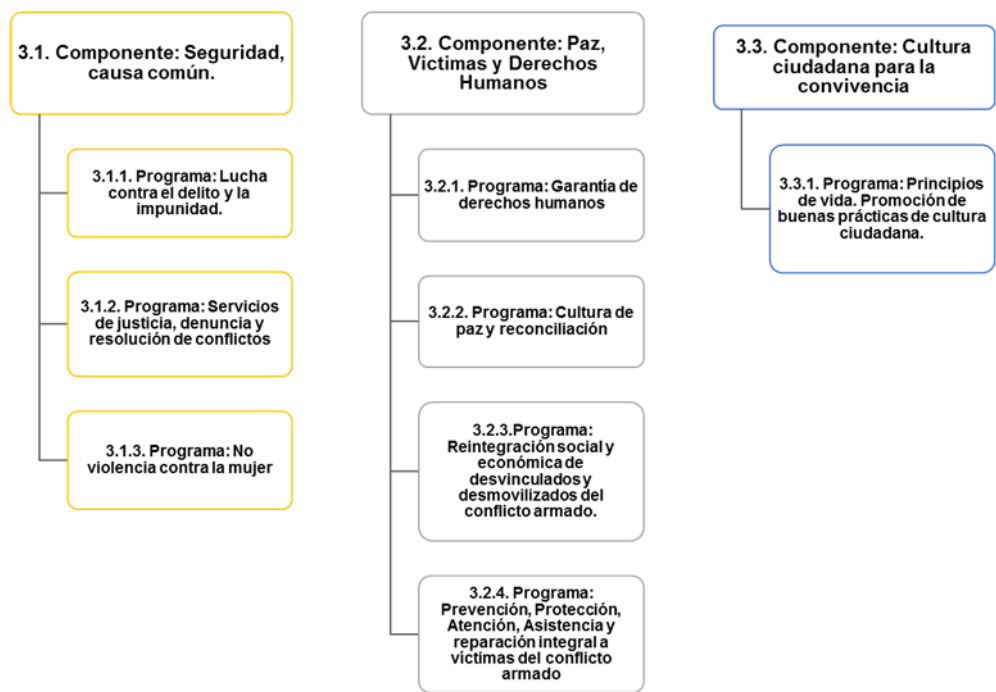 3.1. Componente: Seguridad,
causa común.
3.1.1. Programa: Lucha
contra el delito y la
impunidad.
3.1.2. Programa: Servicios
de justicia, denuncia y
resolución de conflictos
3.1.3. Programa: No
violencia contra la mujer
3.2. Componente: Paz,
Victimas y Derechos
Humanos
3.2.1. Programa: Garantía de
derechos humanos
3.2.2. Programa: Cultura de
paz y reconciliación
3.2.3.Programa:
Reintegración social y
económica de
desvinculados y
desmovilizados del
conflicto armado.
3.2.4. Programa:
Prevención, Protección,
Atención, Asistencia y
reparación integral a
víctimas del conflicto
armado
3.3. Componente: Cultura
ciudadana para la
convivencia
3.3.1. Programa: Principios
de vida. Promoción de
buenas prácticas de cultura
ciudadana.